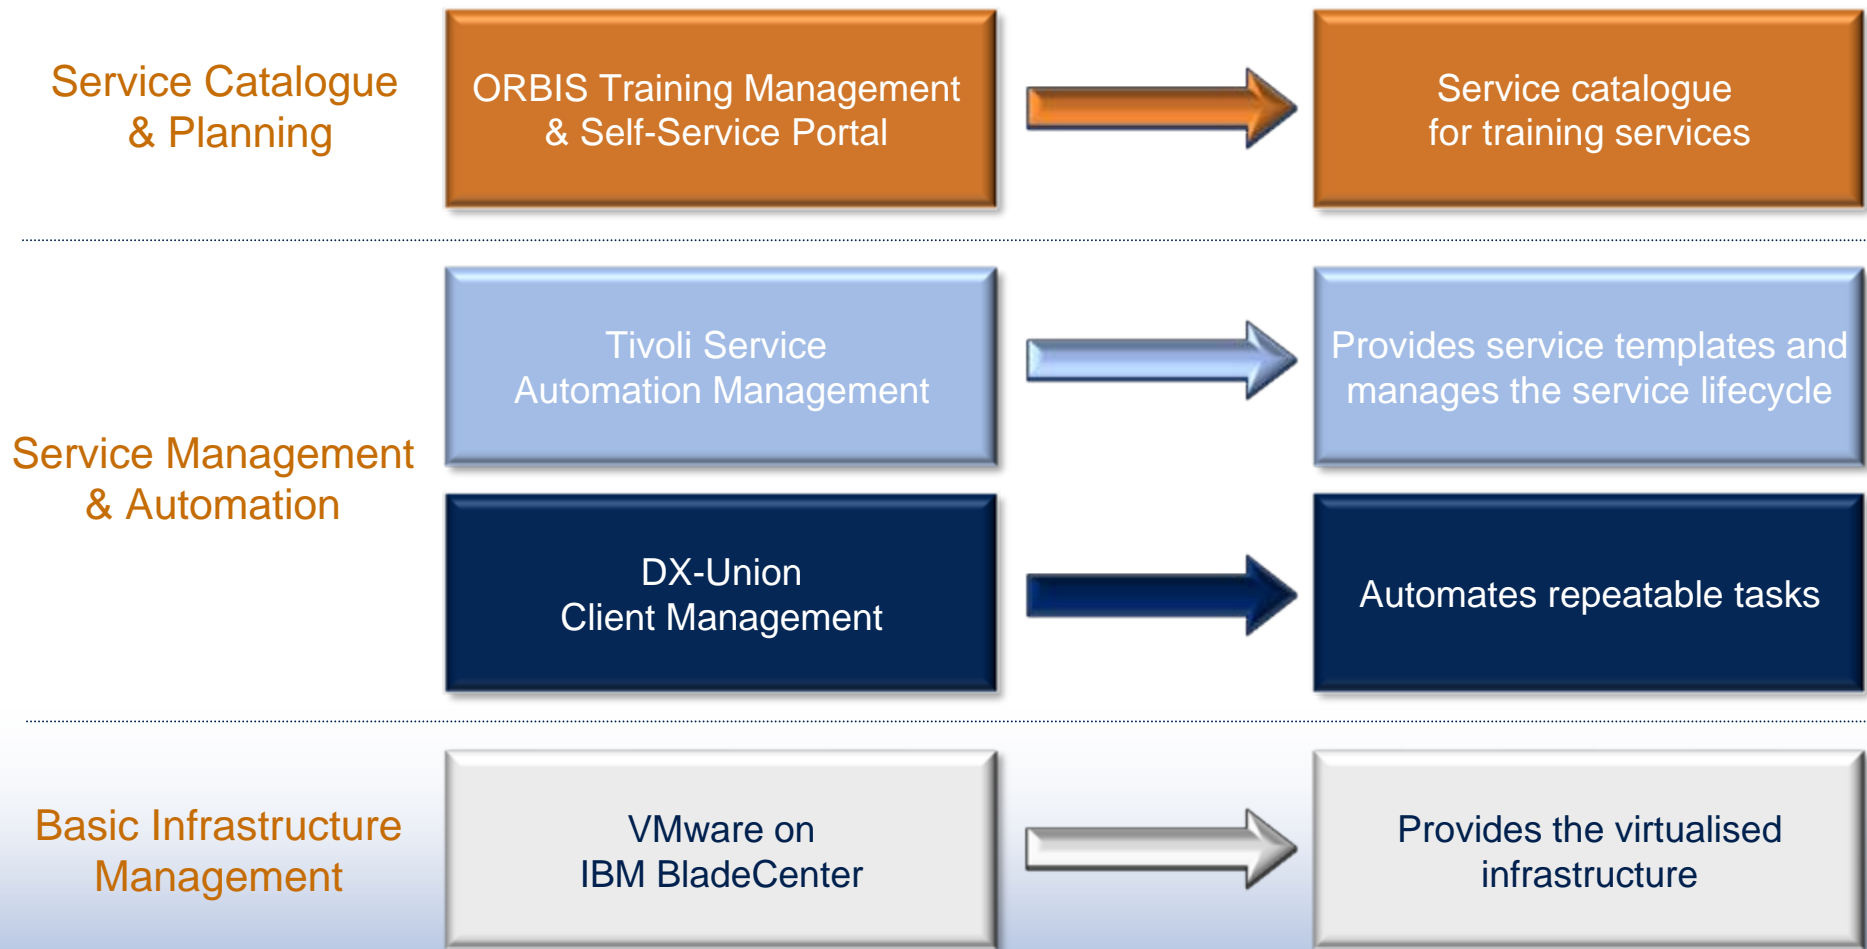 Service Catalogue
& Planning
ORBIS Training Management
& Self-Service Portal
Service catalogue
for training services
Service Management
& Automation
Tivoli Service
Automation Management
Provides service templates and
manages the service lifecycle
DX-Union
Client Management
Automates repeatable tasks
Basic Infrastructure
Management
VMware on
IBM BladeCenter
Provides the virtualised
infrastructure